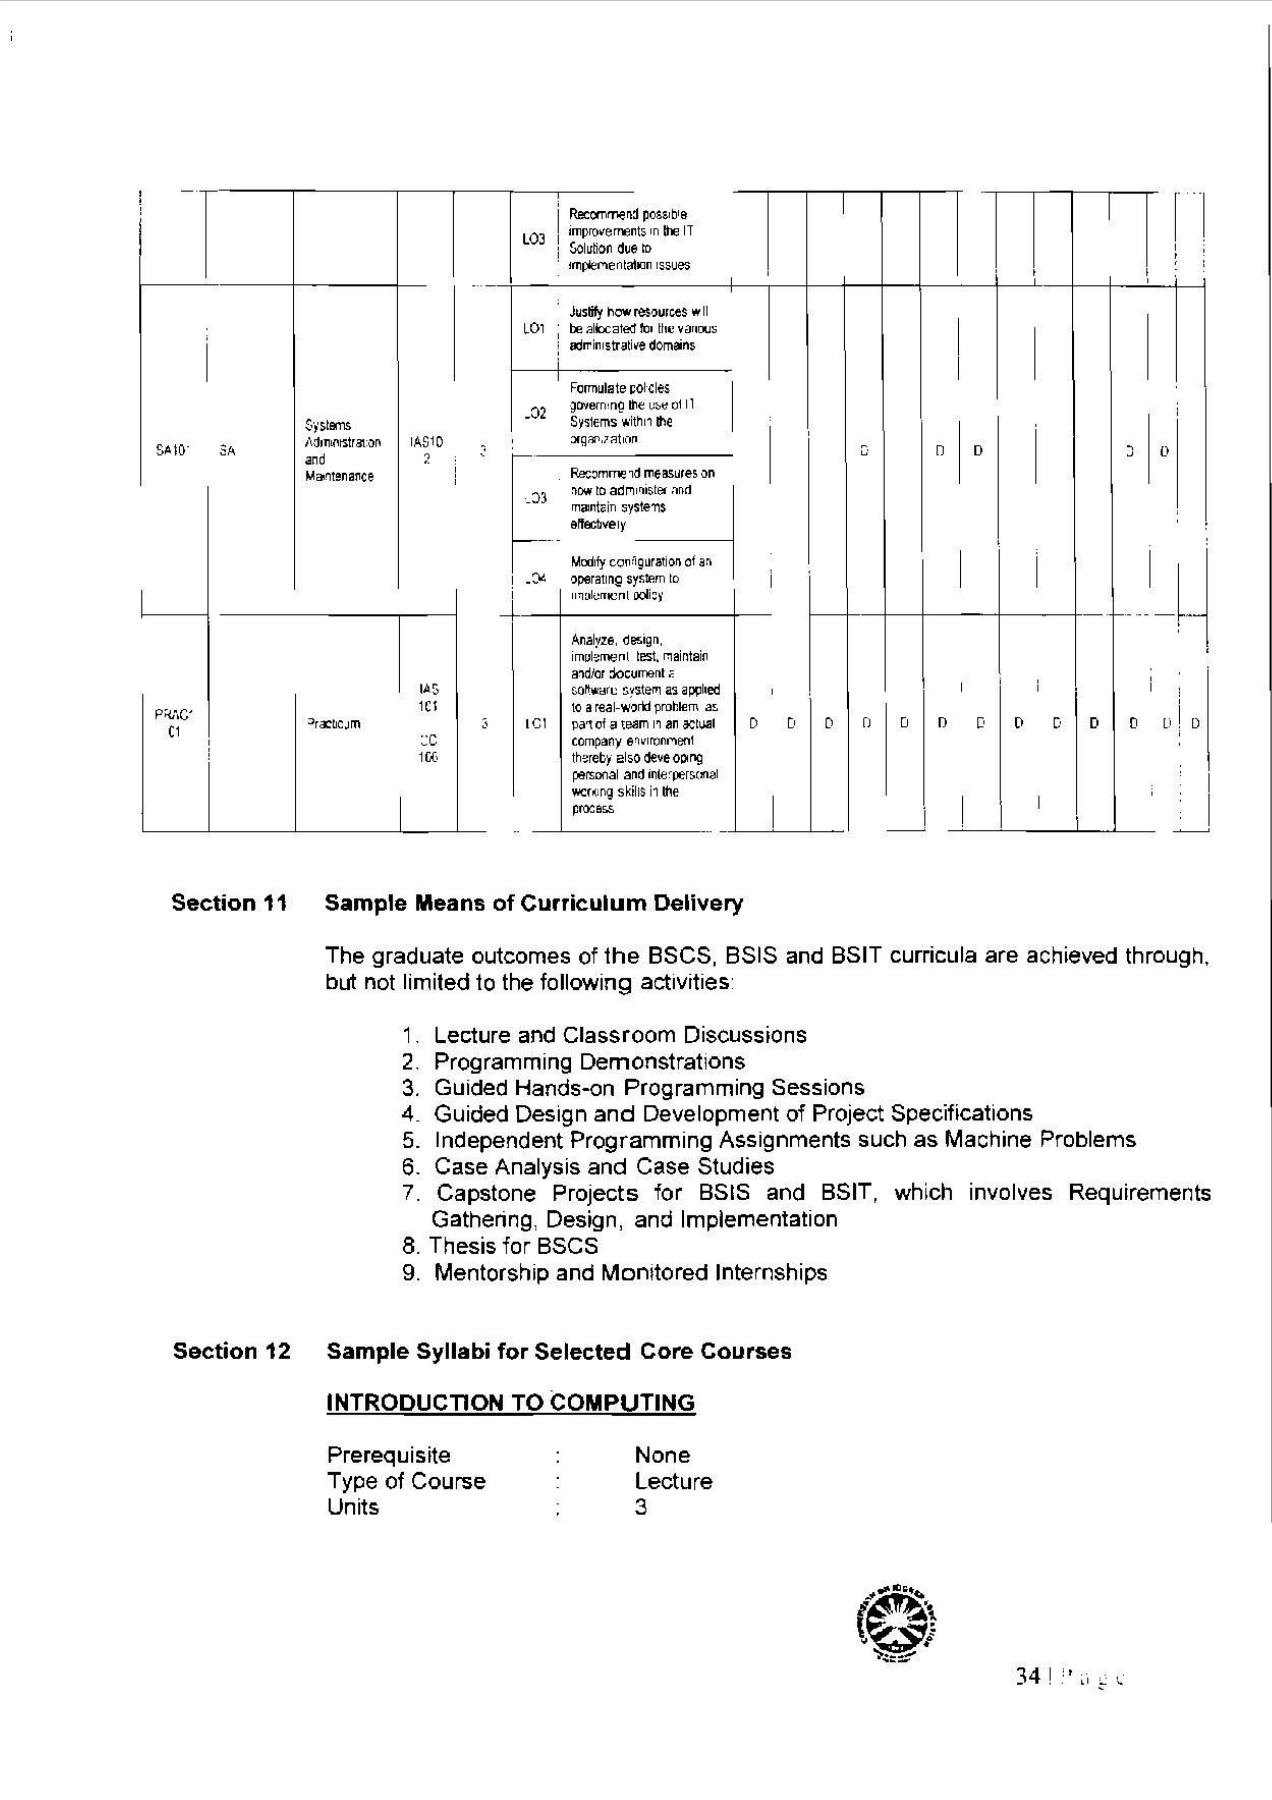 LO3
Recommend possible
improvements in the IT
Solution due to
implementation issues
LO1
Justify how resources will
be allocated for the various
administrative domains
LO2
Formulate policies
governing the use of IT
Systems within the
organization
SA101
SA
Systems
Administration
and
Maintenance
IAS10
2
3
D D D D D
LO3
Recommend measures on
how to administer and
maintain systems
effectively
LO4
Modify configuration of an
operating system to
implement policy
PRAC1
01
Practicum
IAS
101
CC
106
3
LO1
Analyze, design,
implement, test, maintain
and/or document a
software system as applied
to a real-world problem as
part of a team in an actual
company environment
thereby also developing
personal and interpersonal
working skills in the
process
D D D D D D D D D D D D D
Section 11 Sample Means of Curriculum Delivery
The graduate outcomes of the BSCS, BSIS and BSIT curricula are achieved through,
but not limited to the following activities:
1. Lecture and Classroom Discussions
2. Programming Demonstrations
3. Guided Hands-on Programming Sessions
4. Guided Design and Development of Project Specifications
5. Independent Programming Assignments such as Machine Problems
6. Case Analysis and Case Studies
7. Capstone Projects for BSIS and BSIT, which involves Requirements
Gathering, Design, and Implementation
8. Thesis for BSCS
9. Mentorship and Monitored Internships
Section 12 Sample Syllabi for Selected Core Courses
INTRODUCTION TO COMPUTING
Prerequisite : None
Type of Course : Lecture
Units : 3
34 | Page